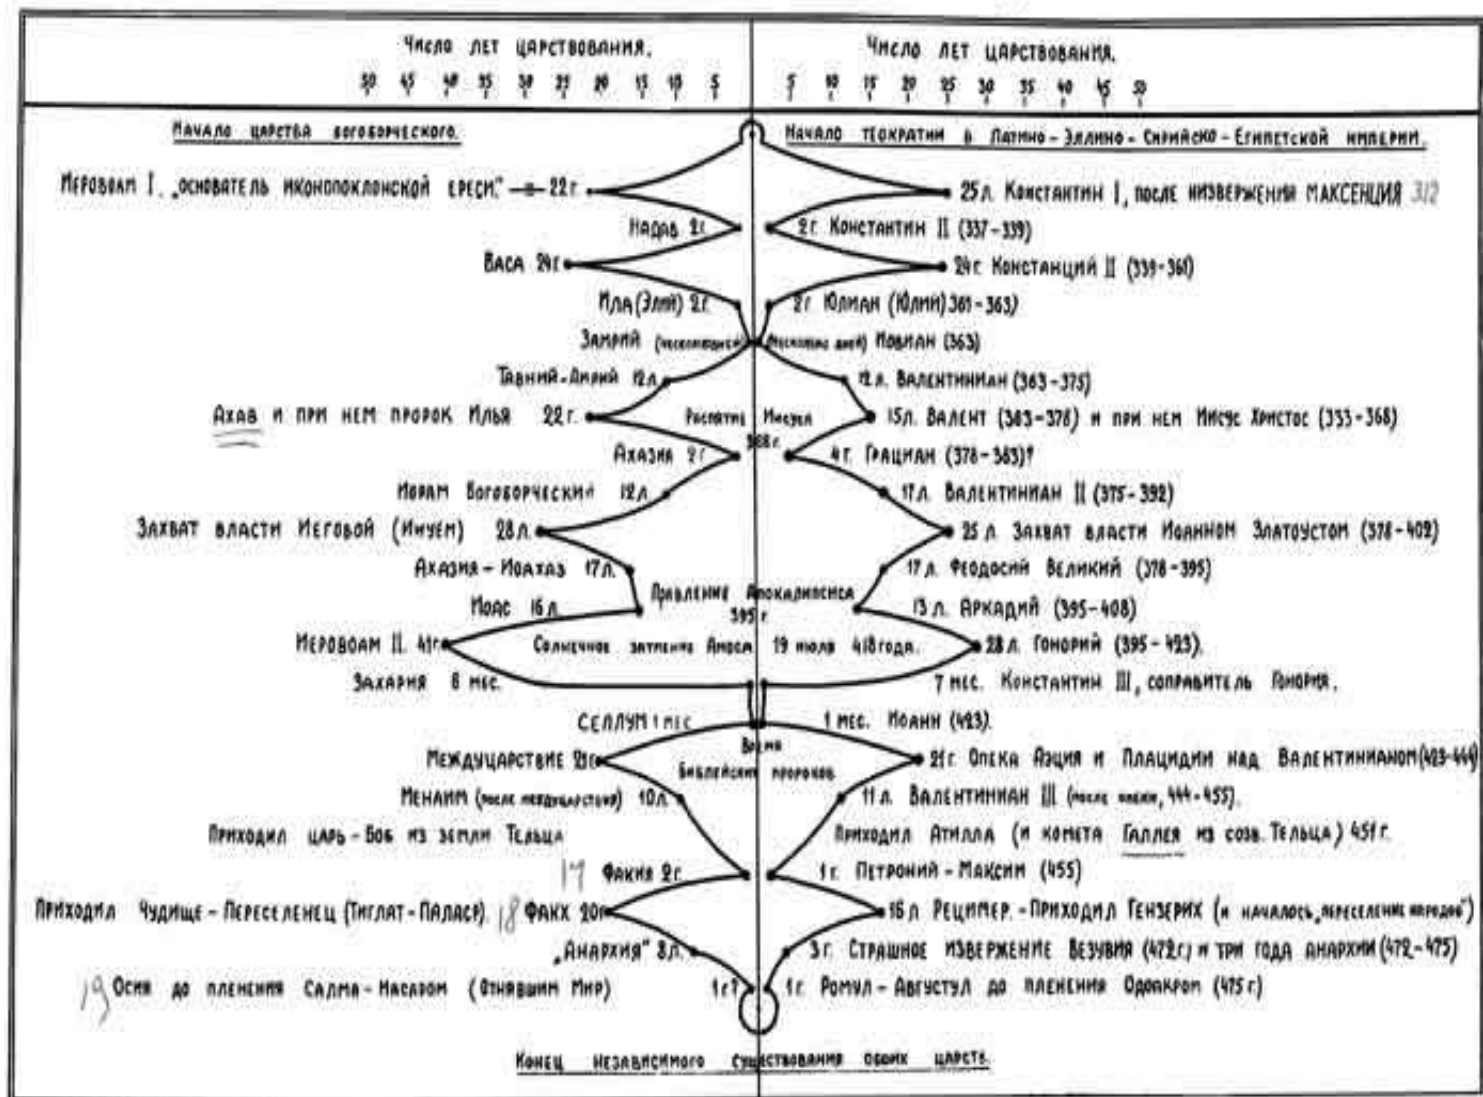 Число лет царствования. Число лет царствования.
50 45 40 35 30 25 20 15 10 5 5 10 15 20 25 30 35 40 45 50
Начало царства богоборческого. Начало теократии в Латино-Эллино-Сирийско-Египетской империи.
Иеровоам I. „основатель иконопоклонской ереси." 22 г. 25 л. Константин I, после низвержения Максенция 312
Надав 2 г. 2 г. Константин II (337-339)
Васа 24 г. 24 г. Констанций II (339-361)
Ила (Элий) 2 г. 2 г. Юлиан (Юлий) 361-363)
Замрий (несколько дней) (несколько дней) Иовиан (363)
12 л. 12 л. Валентиниан (363-375)
Ахав и при нем пророк Илья 22 г. Распятие Иисуса 15 л. Валент (363-378) и при нем Иисус Христос (333-368)
368 г.
Ахазия 2 г. 4 г. Грациан (378-383)?
Иорам Богоборческий 12 л. 17 л. Валентиниан II (375-392)
Захват власти Иеговой (Ииуем) 28 л. 25 л. Захват власти Иоанном Златоустом (378-402)
Ахазия-Иоахаз 17 л. 17 л. Феодосий Великий (378-395)
Иоас 16 л. Апокалипсиса 13 л. Аркадий (395-408)
395 г.
Иеровоам II. 41 г. Солнечное затмение Амоса 19 июля 418 года. 28 л. Гонорий (395-423).
Захария 6 мес. 7 мес. Константин III, соправитель Гонория.
Селлум 1 мес 1 мес. Иоанн (423).
Время
Междуцарствие 21 г. библейских пророков 21 г. Опека Аэция и Плацидии над Валентинианом (423-444)
Менаим (после междуцарствия) 10 л. 11 л. Валентиниан III (после опеки, 444-455).
Приходил царь-Боб из земли Тельца Приходил Атилла (и комета Галлея из созв. Тельца) 451 г.
17 Факия 2 г. 1 г. Петроний-Максим (455)
Приходил Чудище-Переселенец (Тиглат-Паласр). 18 Факх 20 г. 16 л. Рецимер.-Приходил Гензерих (и началось „переселение народов")
„Анархия" 8 л. 3 г. Страшное извержение Везувия (472 г.) и три года анархии (472-475)
19 Осия до пленения Салма-Насаром (Отнявшим Мир) 1 г? 1 г. Ромул-Августул до пленения Одоакром (475 г.)
Конец независимого существования обоих царств.